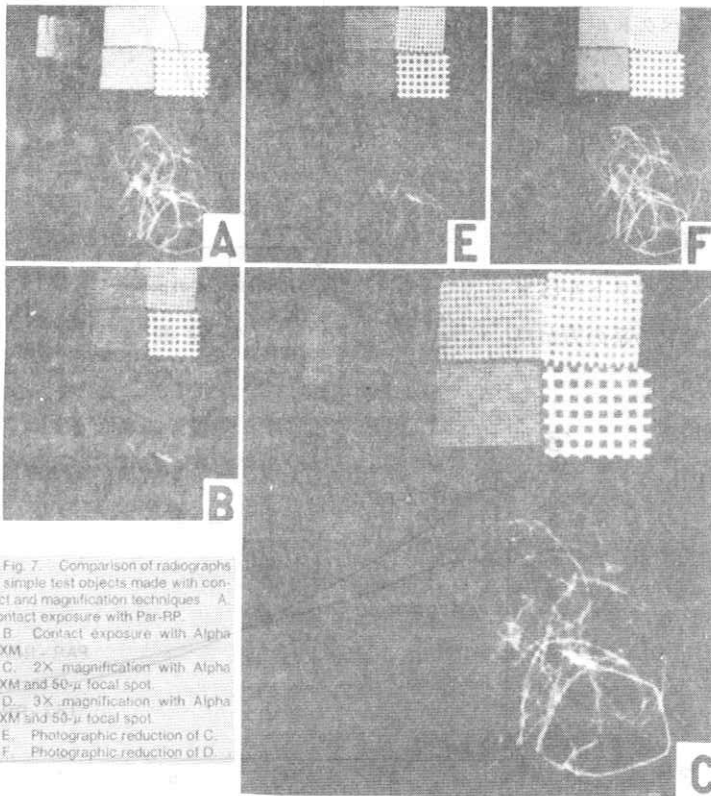 A
E
F
B
C
Fig. 7. Comparison of radiographs
simple test objects made with con-
ct and magnification techniques A.
ontact exposure with Par-RP.
B. Contact exposure with Alpha
XM
C. 2X magnification with Alpha
XM and 50-μ focal spot.
D. 3X magnification with Alpha
XM and 50-μ focal spot.
E. Photographic reduction of C.
F. Photographic reduction of D.